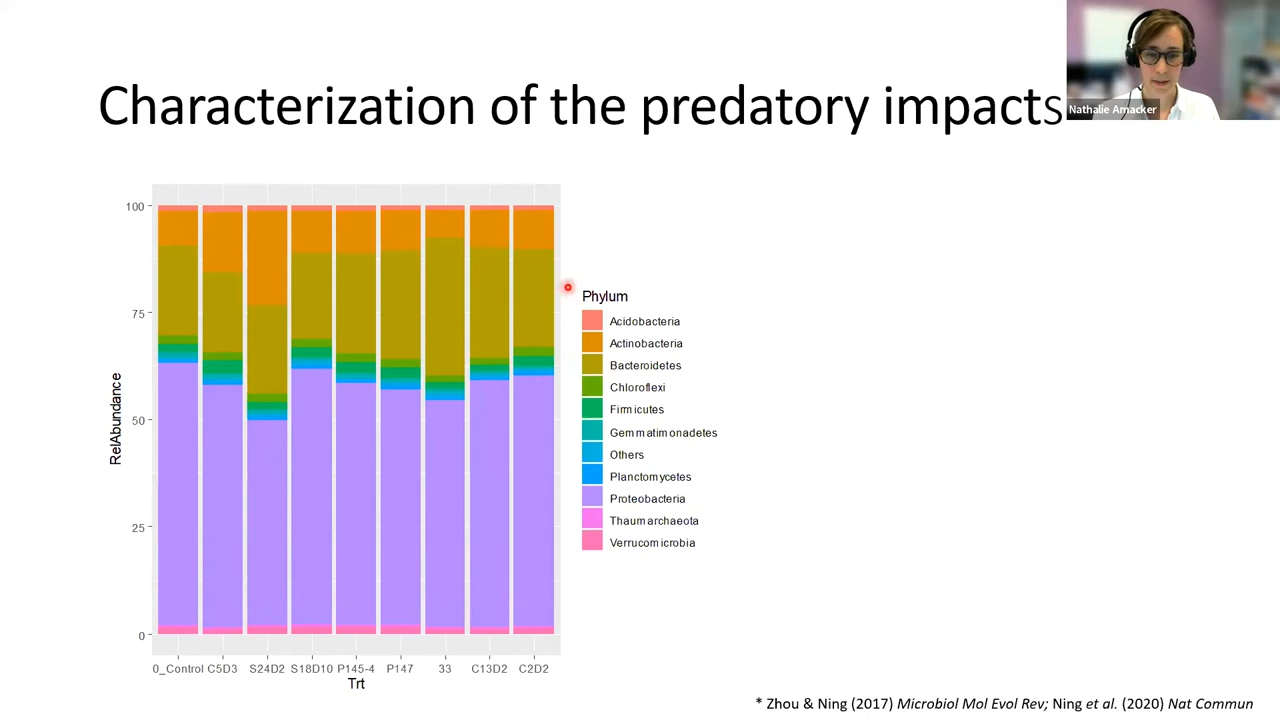 Characterization of the predatory impacts
Nathalie Amacker
100
75
50
25
0
RelAbundance
0_Control C5D3 S24D2 S18D10 P145-4 P147 33 C13D2 C2D2
Trt
Phylum
Acidobacteria
Actinobacteria
Bacteroidetes
Chloroflexi
Firmicutes
Gemmatimonadetes
Others
Planctomycetes
Proteobacteria
Thaumarchaeota
Verrucomicrobia
* Zhou & Ning (2017) Microbiol Mol Evol Rev; Ning et al. (2020) Nat Commun